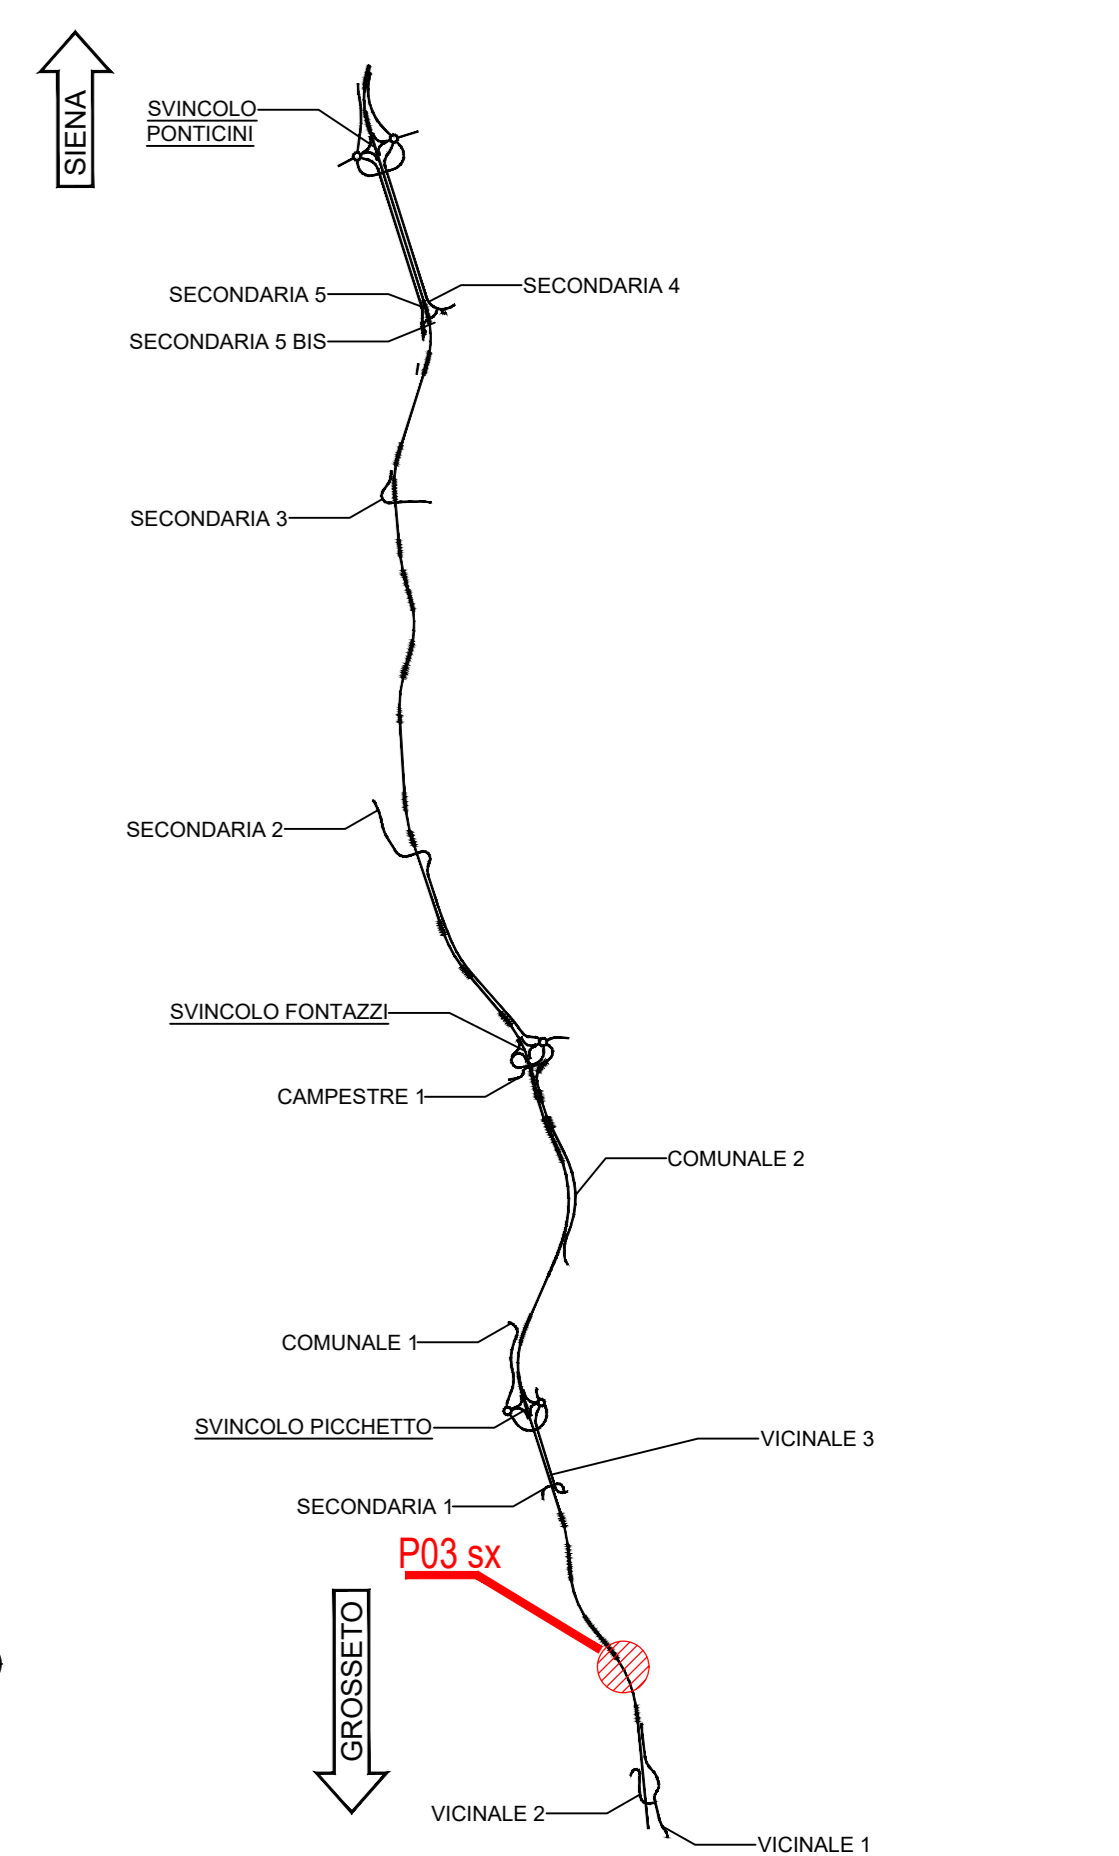 SIENA
SVINCOLO
PONTICINI
SECONDARIA 4
SECONDARIA 5
SECONDARIA 5 BIS
SECONDARIA 3
SECONDARIA 2
SVINCOLO FONTAZZI
CAMPESTRE 1
COMUNALE 2
COMUNALE 1
SVINCOLO PICCHETTO
VICINALE 3
SECONDARIA 1
P03 sx
GROSSETO
VICINALE 2
VICINALE 1